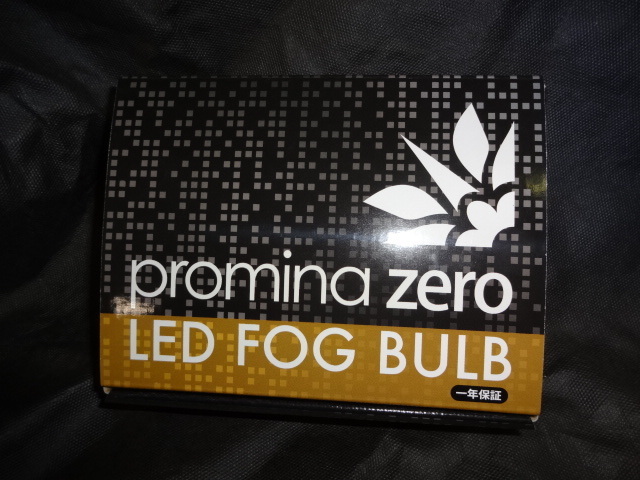 promina zero
LED FOG BULB
一年保証